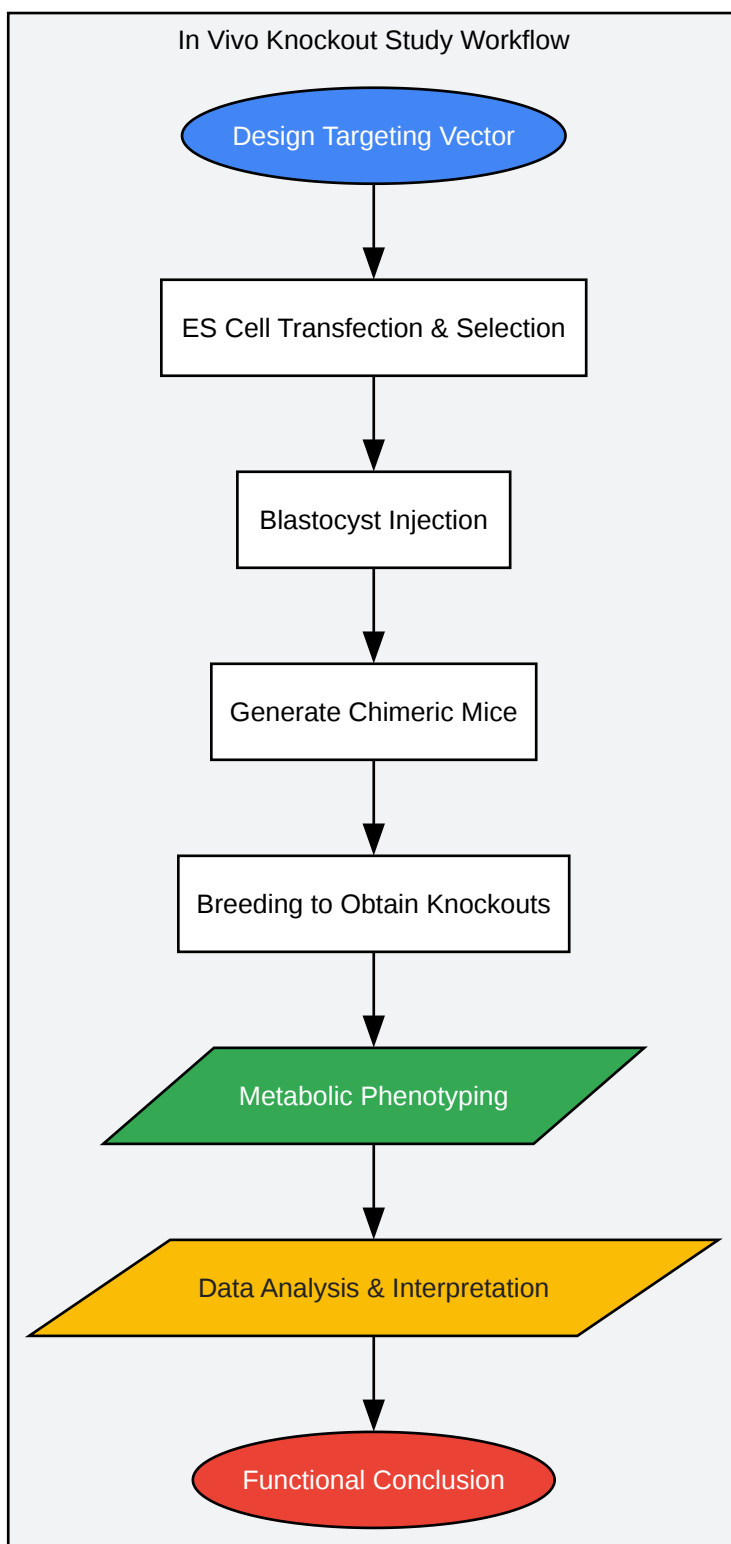 In Vivo Knockout Study Workflow
Design Targeting Vector
ES Cell Transfection & Selection
Blastocyst Injection
Generate Chimeric Mice
Breeding to Obtain Knockouts
Metabolic Phenotyping
Data Analysis & Interpretation
Functional Conclusion